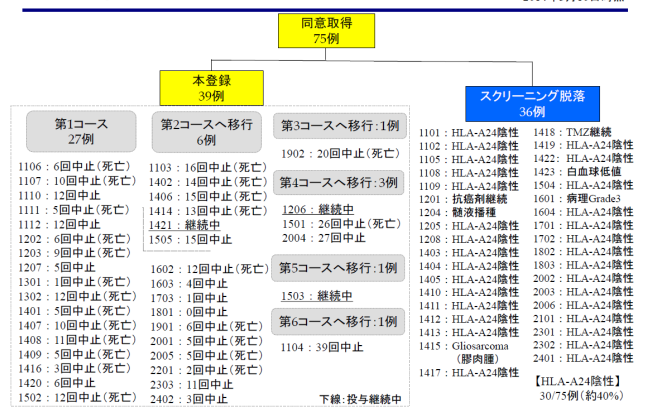 同意取得
75例
本登録
39例
スクリーニング脱落
36例
第1コース
27例
1106：6回中止(死亡)
1107：10回中止(死亡)
1110：12回中止
1111：5回中止(死亡)
1112：12回中止
1202：6回中止(死亡)
1203：9回中止(死亡)
1207：5回中止
1301：1回中止(死亡)
1302：12回中止(死亡)
1401：5回中止(死亡)
1407：10回中止(死亡)
1408：11回中止(死亡)
1409：5回中止(死亡)
1416：3回中止(死亡)
1420：6回中止
1502：12回中止(死亡)
1602：12回中止(死亡)
1603：4回中止
1703：1回中止
1801：0回中止
1901：6回中止(死亡)
2001：5回中止(死亡)
2005：5回中止(死亡)
2201：2回中止(死亡)
2303：11回中止
2402：3回中止
第2コースへ移行
6例
1103：16回中止(死亡)
1402：14回中止(死亡)
1406：15回中止(死亡)
1414：13回中止(死亡)
1421：継続中
1505：15回中止
第3コースへ移行：1例
1902：20回中止(死亡)
第4コースへ移行：3例
1206：継続中
1501：26回中止(死亡)
2004：27回中止
第5コースへ移行：1例
1503：継続中
第6コースへ移行：1例
1104：39回中止
下線：投与継続中
1101：HLA-A24陰性
1102：HLA-A24陰性
1105：HLA-A24陰性
1108：HLA-A24陰性
1109：HLA-A24陰性
1201：抗癌剤継続
1204：髄液播種
1205：HLA-A24陰性
1208：HLA-A24陰性
1403：HLA-A24陰性
1404：HLA-A24陰性
1405：HLA-A24陰性
1410：HLA-A24陰性
1411：HLA-A24陰性
1412：HLA-A24陰性
1413：HLA-A24陰性
1415：Gliosarcoma
(膠肉腫)
1417：HLA-A24陰性
1418：TMZ継続
1419：HLA-A24陰性
1422：HLA-A24陰性
1423：白血球低値
1504：HLA-A24陰性
1601：病理Grade3
1604：HLA-A24陰性
1701：HLA-A24陰性
1702：HLA-A24陰性
1802：HLA-A24陰性
1803：HLA-A24陰性
2002：HLA-A24陰性
2003：HLA-A24陰性
2006：HLA-A24陰性
2101：HLA-A24陰性
2301：HLA-A24陰性
2302：HLA-A24陰性
2401：HLA-A24陰性
【HLA-A24陰性】
30/75例(約40%)